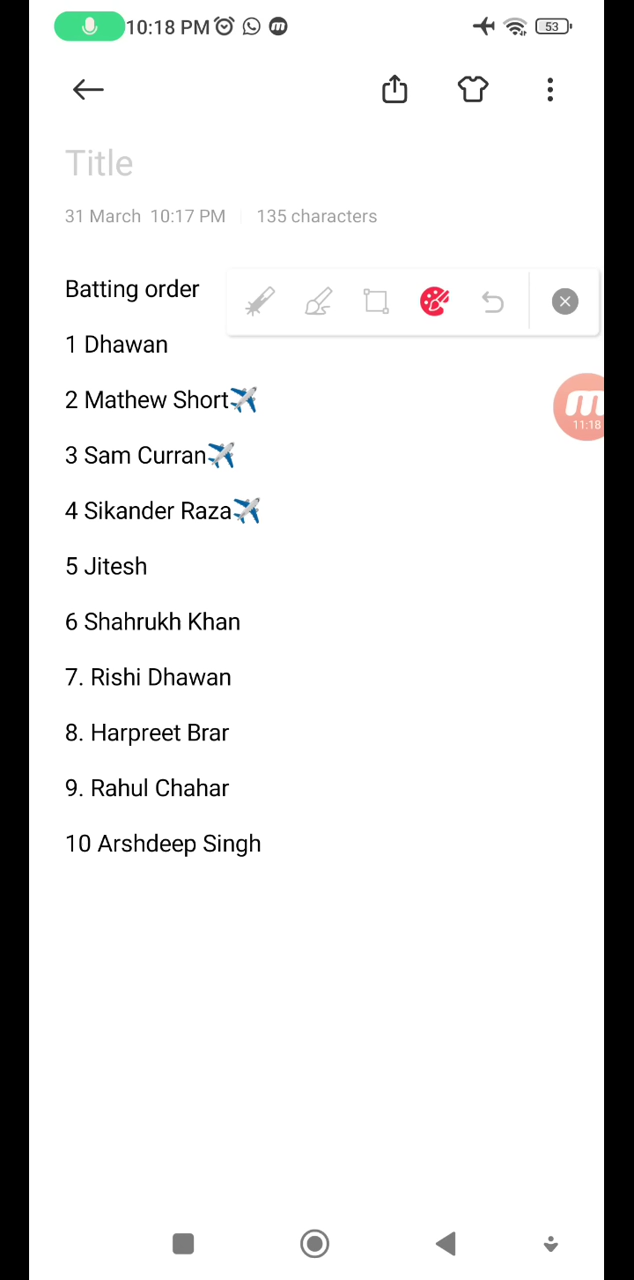 10:18 PM
53
Title
31 March 10:17 PM 135 characters
Batting order
1 Dhawan
2 Mathew Short✈️
11:18
3 Sam Curran✈️
4 Sikander Raza✈️
5 Jitesh
6 Shahrukh Khan
7. Rishi Dhawan
8. Harpreet Brar
9. Rahul Chahar
10 Arshdeep Singh